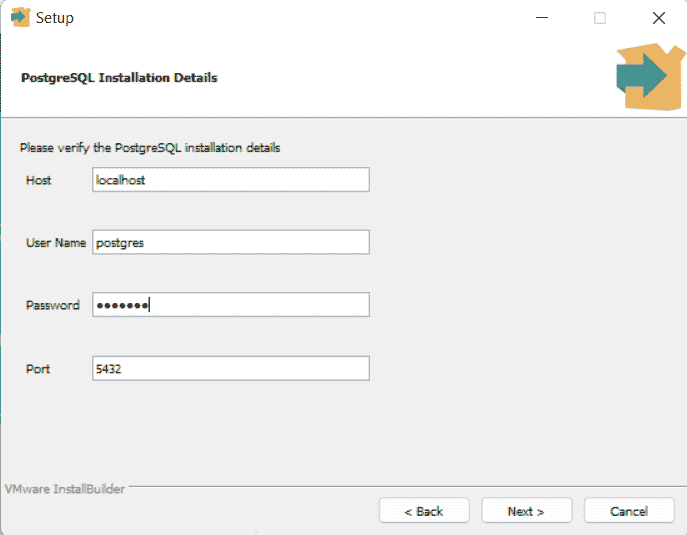 Setup
PostgreSQL Installation Details
Please verify the PostgreSQL installation details
Host localhost
User Name postgres
Password •••••••
Port 5432
VMware InstallBuilder
< Back Next > Cancel